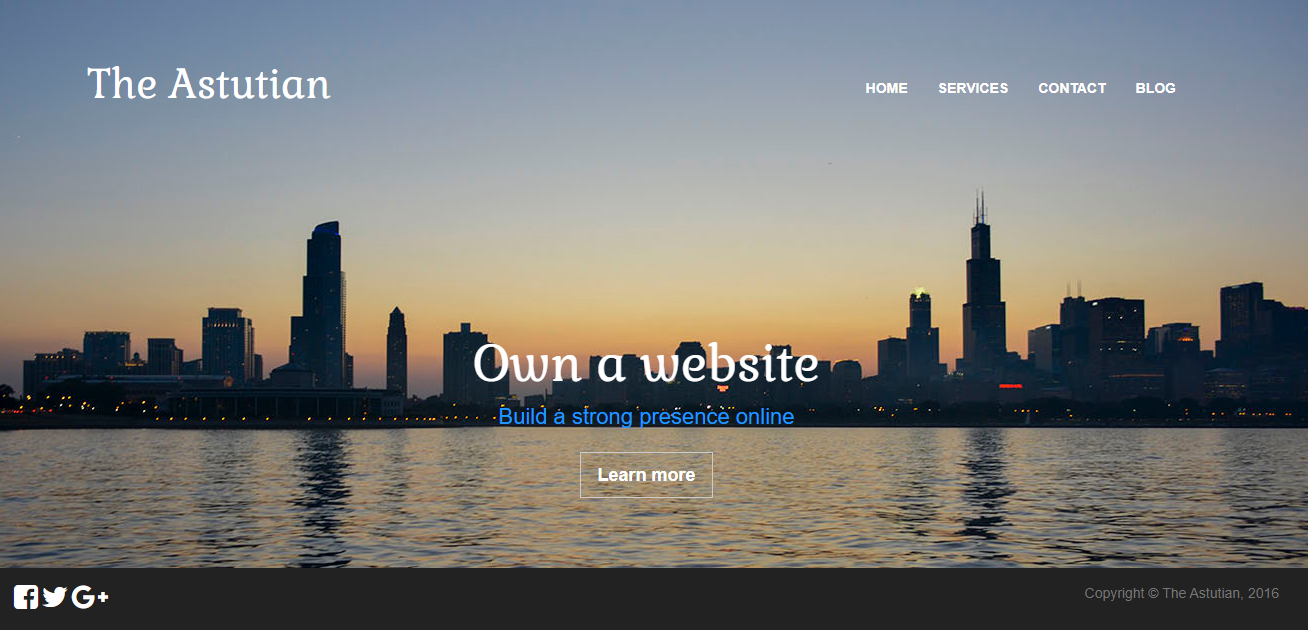 The Astutian
HOME SERVICES CONTACT BLOG
Own a website
Build a strong presence online
Learn more
Copyright © The Astutian, 2016